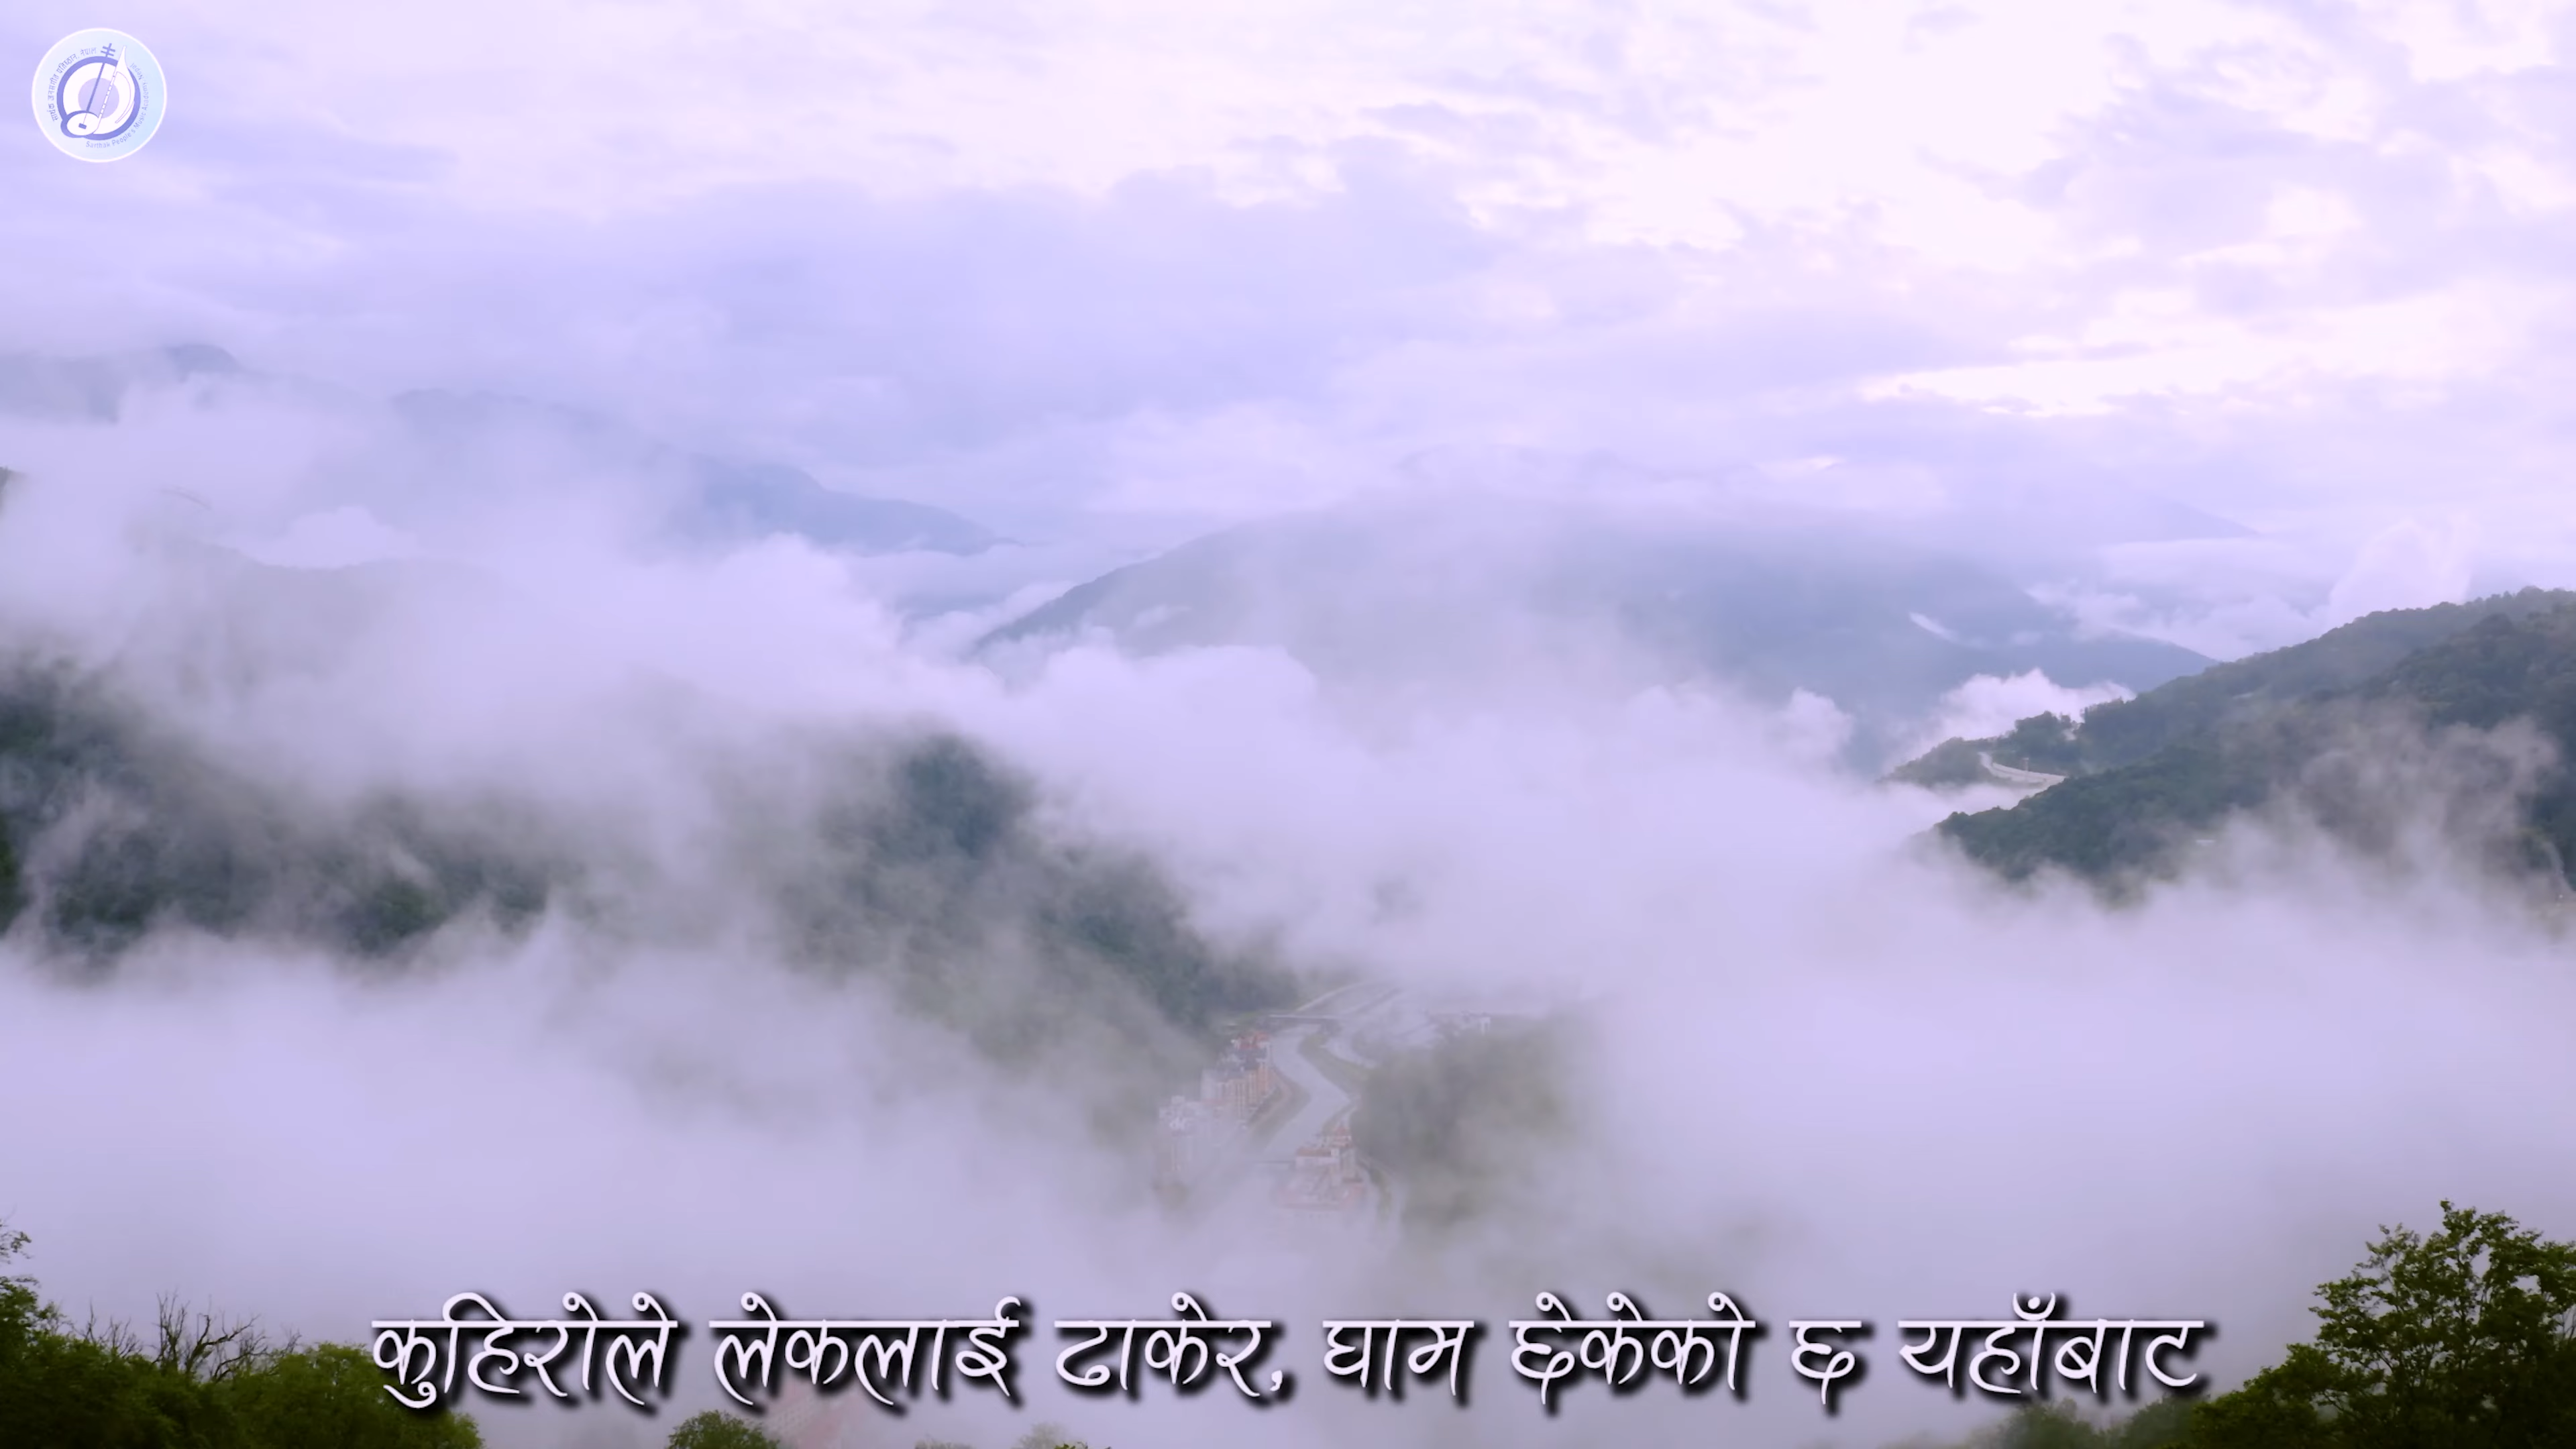 कुहिरोले लेकलाई ढाकेर, घाम छेकेको छ यहाँबाट